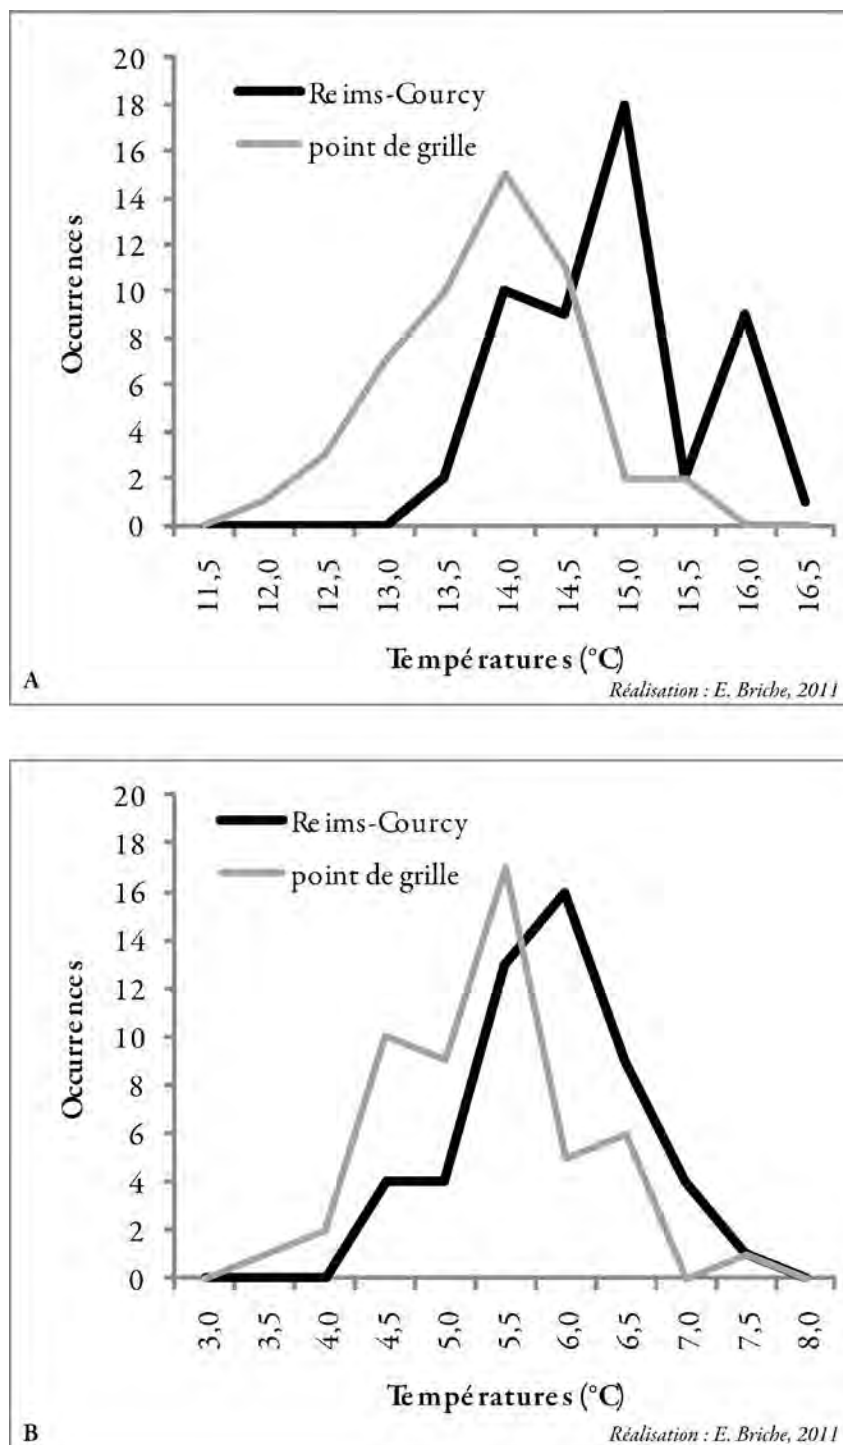 20
18
16
14
12
10
8
6
4
2
0
Occurrences
Reims-Courcy
point de grille
11,5 12,0 12,5 13,0 13,5 14,0 14,5 15,0 15,5 16,0 16,5
Températures (°C)
A
Réalisation : E. Briche, 2011
20
18
16
14
12
10
8
6
4
2
0
Occurrences
Reims-Courcy
point de grille
3,0 3,5 4,0 4,5 5,0 5,5 6,0 6,5 7,0 7,5 8,0
Températures (°C)
B
Réalisation : E. Briche, 2011